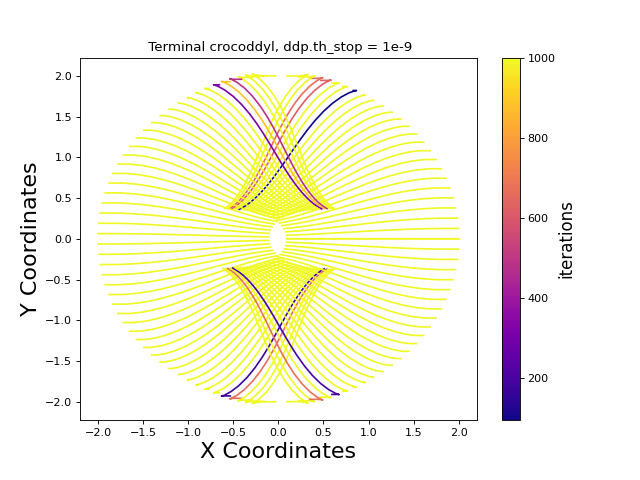 Terminal crocoddyl, ddp.th_stop = 1e-9
2.0
1.5
1.0
0.5
0.0
−0.5
−1.0
−1.5
−2.0
Y Coordinates
−2.0 −1.5 −1.0 −0.5 0.0 0.5 1.0 1.5 2.0
X Coordinates
1000
800
600
400
200
iterations